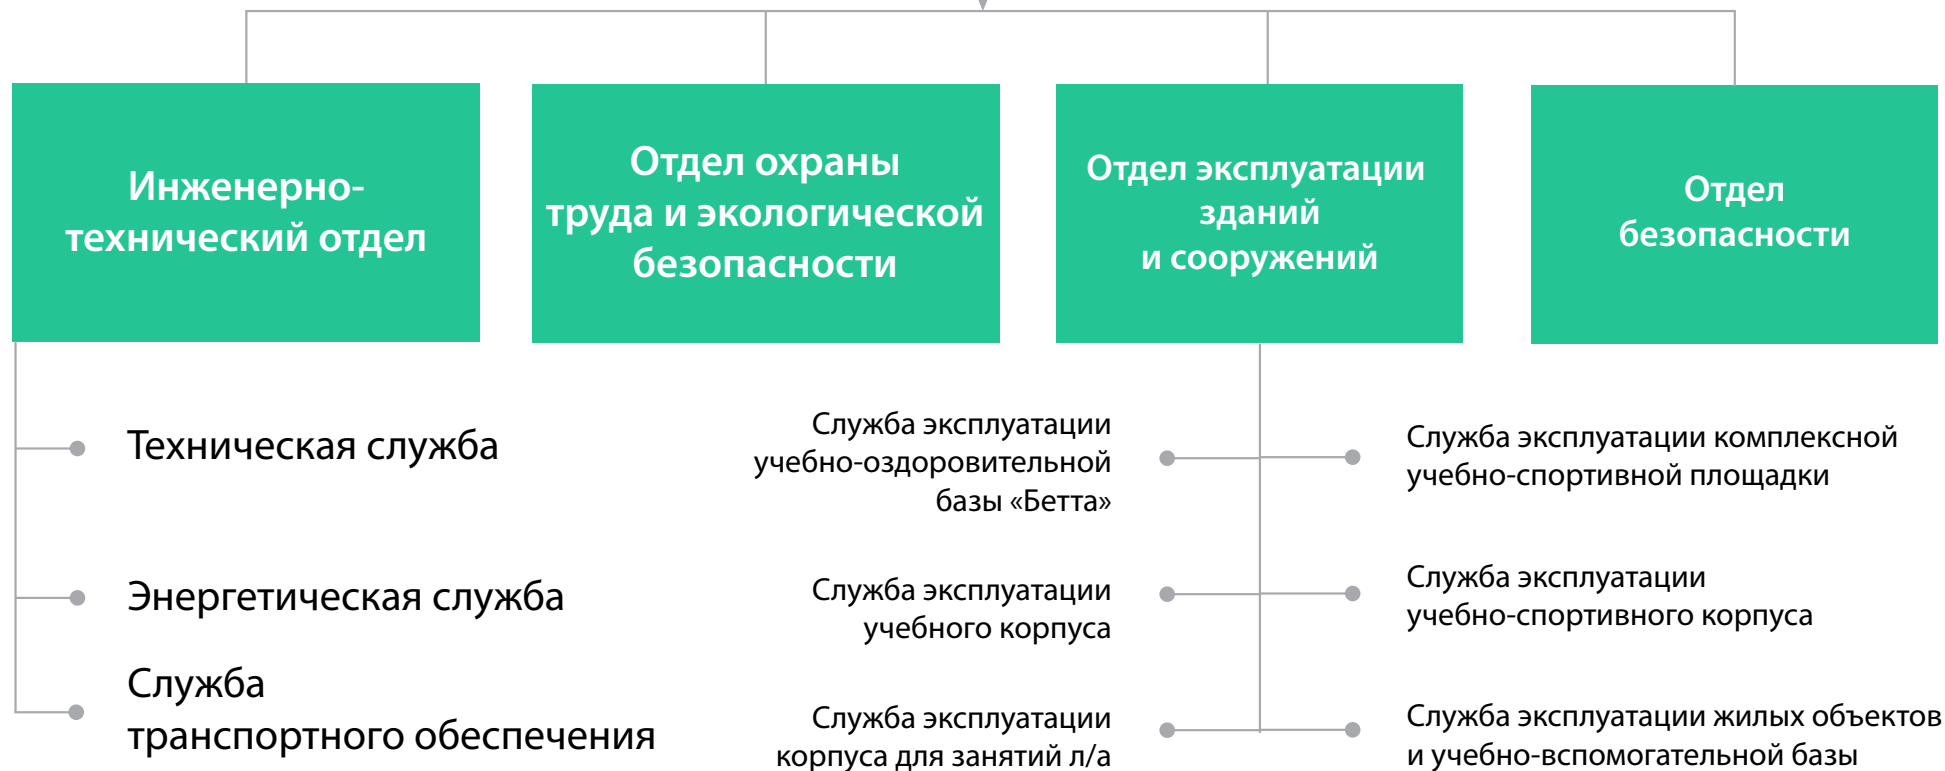 Инженерно-
технический отдел
Отдел охраны
труда и экологической
безопасности
Отдел эксплуатации
зданий
и сооружений
Отдел
безопасности
Техническая служба
Энергетическая служба
Служба
транспортного обеспечения
Служба эксплуатации
учебно-оздоровительной
базы «Бетта»
Служба эксплуатации
учебного корпуса
Служба эксплуатации
корпуса для занятий л/а
Служба эксплуатации комплексной
учебно-спортивной площадки
Служба эксплуатации
учебно-спортивного корпуса
Служба эксплуатации жилых объектов
и учебно-вспомогательной базы